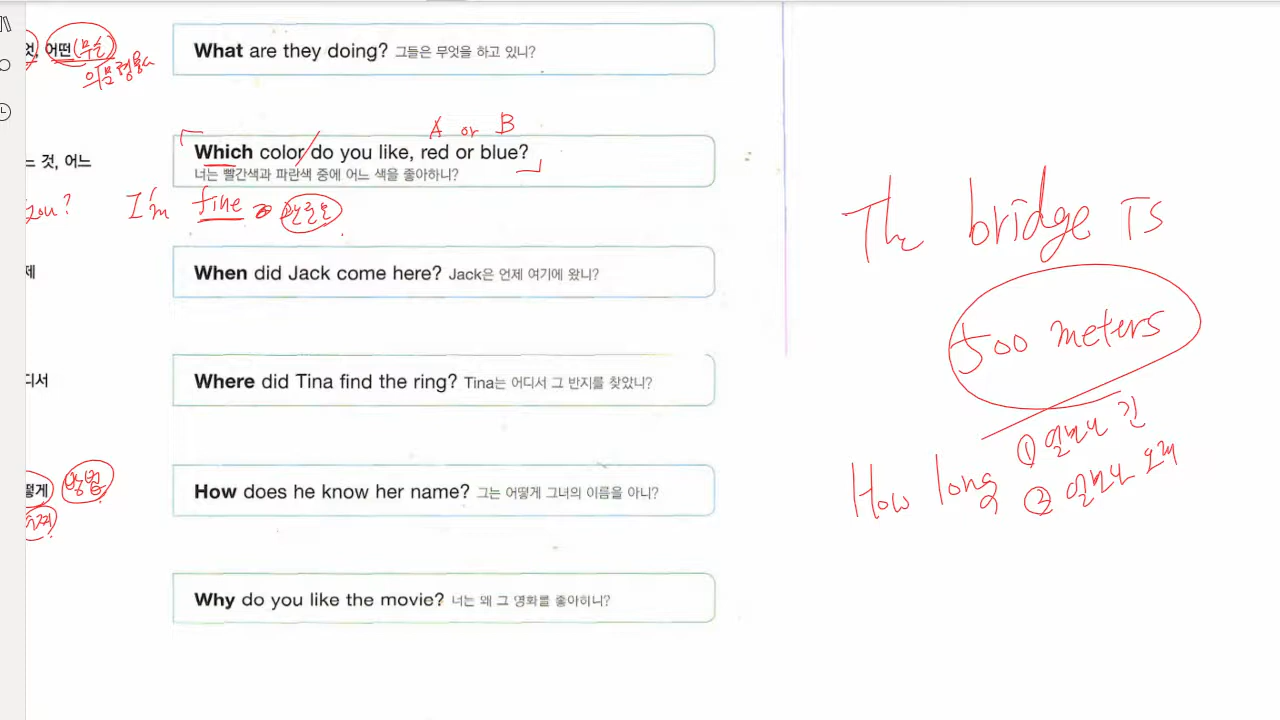 것, 어떤 (무슨)
의문형용사
What are they doing? 그들은 무엇을 하고 있니?
A or B
느 것, 어느
Which color / do you like, red or blue?
너는 빨간색과 파란색 중에 어느 색을 좋아하니?
you? I'm fine
The bridge is
제
When did Jack come here? Jack은 언제 여기에 왔니?
500 meters
디서
Where did Tina find the ring? Tina는 어디서 그 반지를 찾았니?
① 얼마나 긴
How long ② 얼마나 오래
떻게 방법
How does he know her name? 그는 어떻게 그녀의 이름을 아니?
Why do you like the movie? 너는 왜 그 영화를 좋아하니?